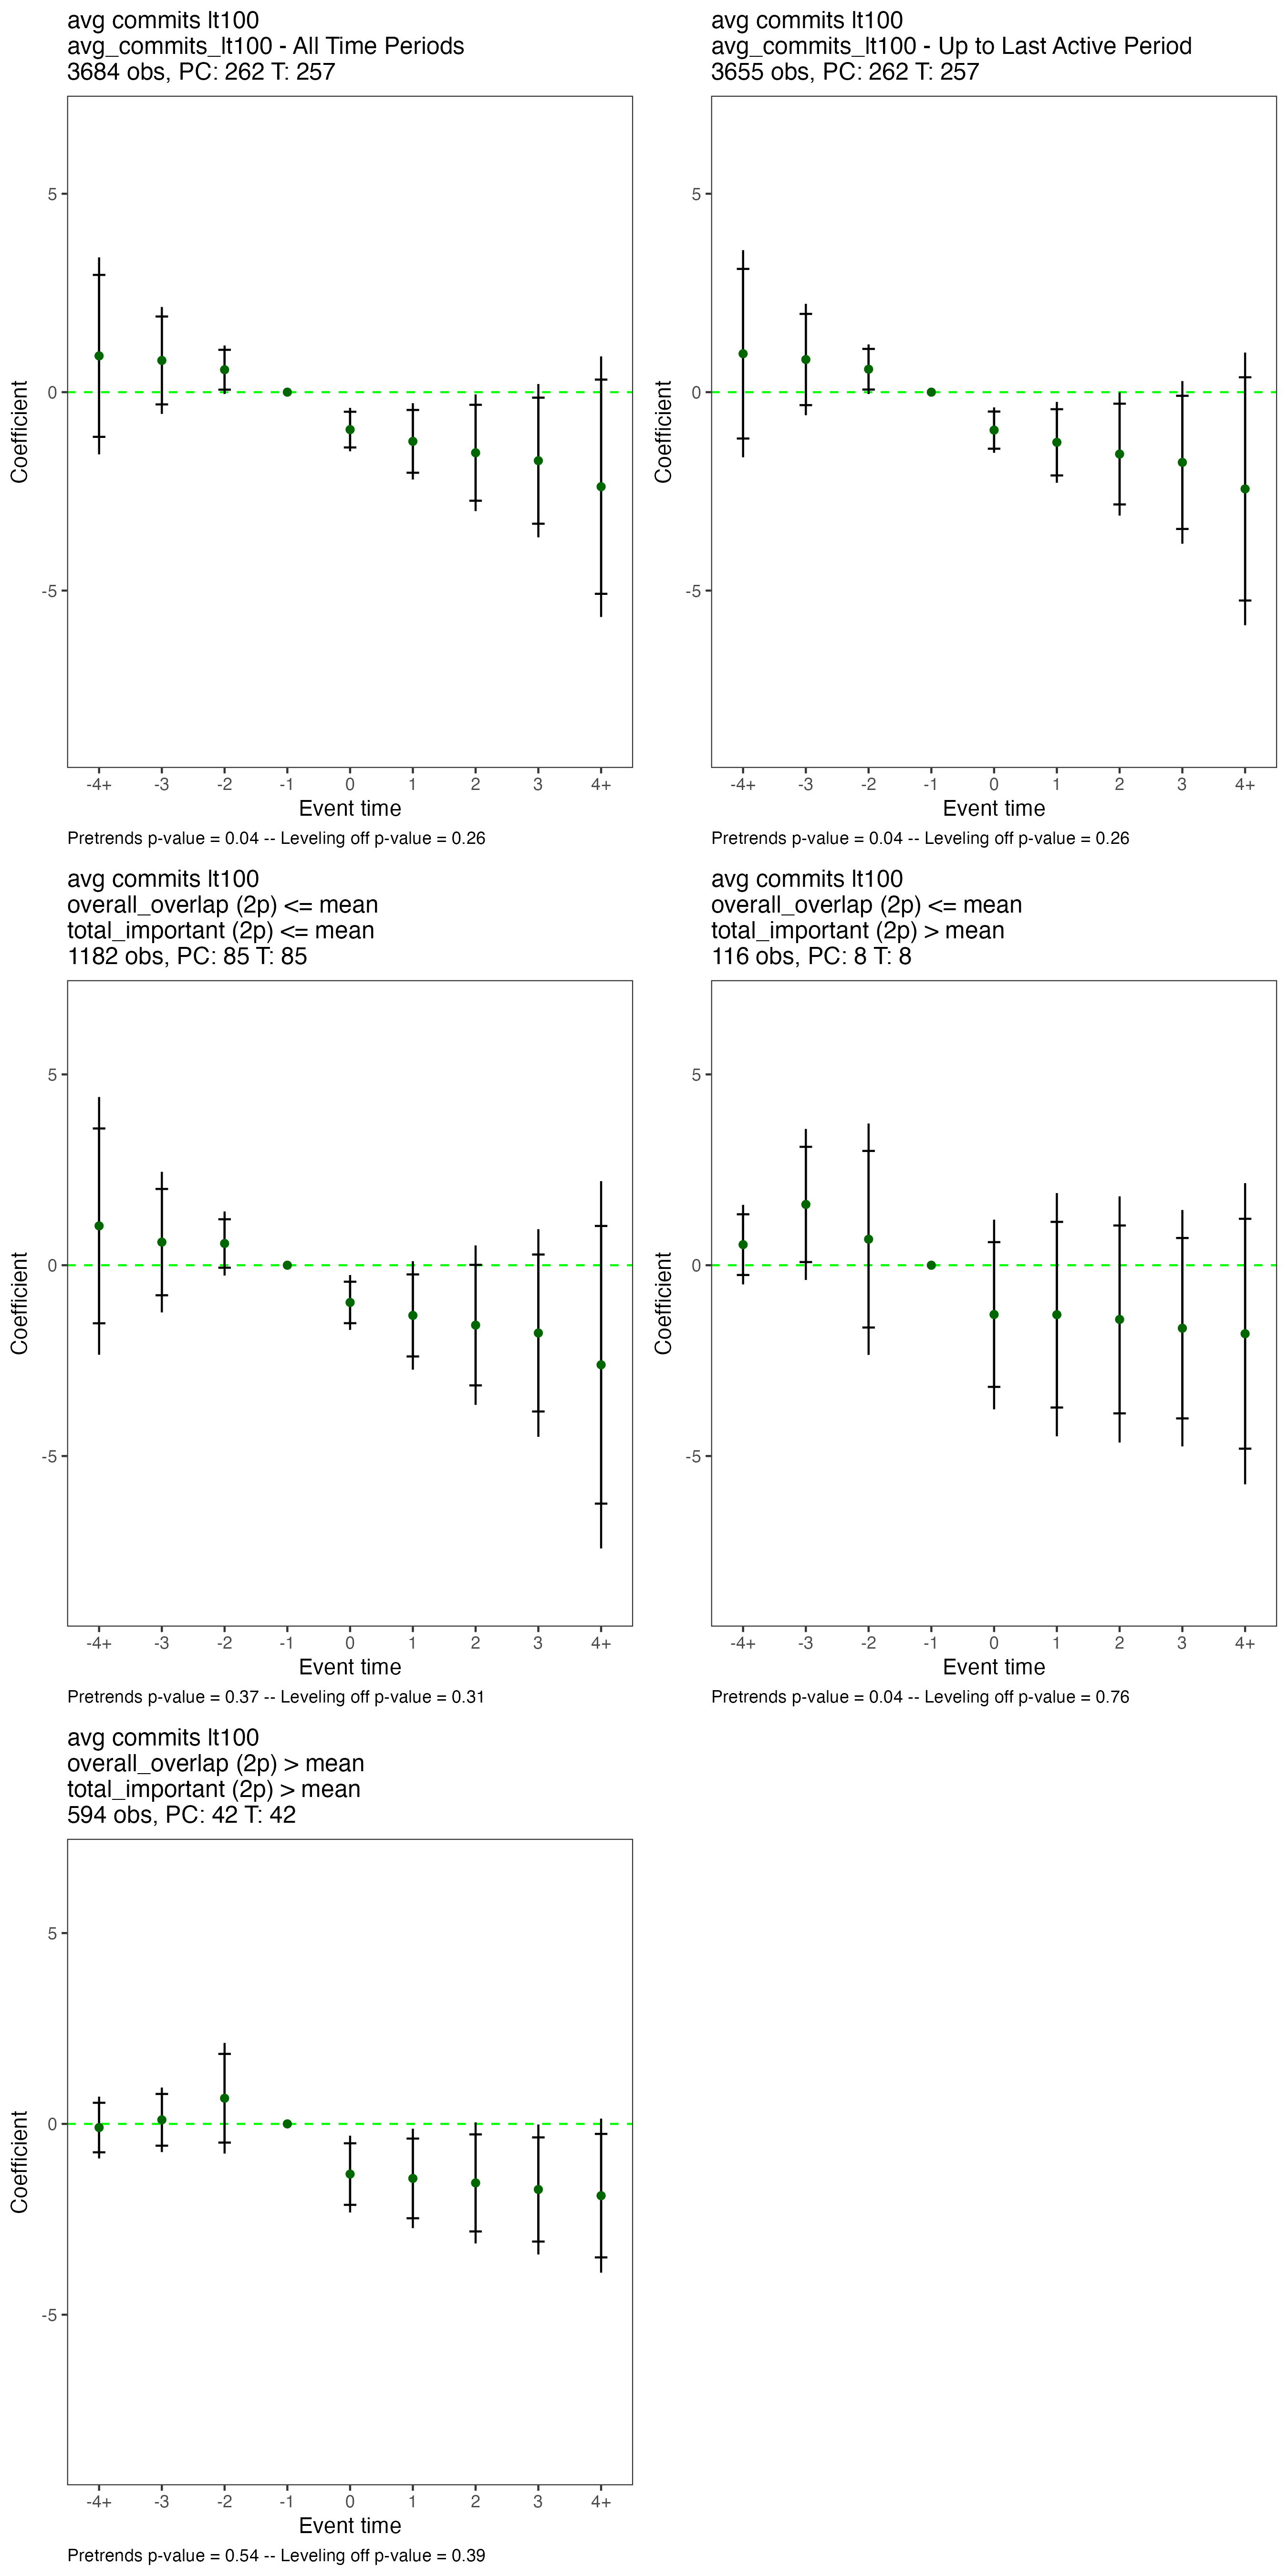 avg commits lt100
avg_commits_lt100 - All Time Periods
3684 obs, PC: 262 T: 257
5
0
-5
Coefficient
-4+ -3 -2 -1 0 1 2 3 4+
Event time
Pretrends p-value = 0.04 -- Leveling off p-value = 0.26
avg commits lt100
avg_commits_lt100 - Up to Last Active Period
3655 obs, PC: 262 T: 257
5
0
-5
Coefficient
-4+ -3 -2 -1 0 1 2 3 4+
Event time
Pretrends p-value = 0.04 -- Leveling off p-value = 0.26
avg commits lt100
overall_overlap (2p) <= mean
total_important (2p) <= mean
1182 obs, PC: 85 T: 85
5
0
-5
Coefficient
-4+ -3 -2 -1 0 1 2 3 4+
Event time
Pretrends p-value = 0.37 -- Leveling off p-value = 0.31
avg commits lt100
overall_overlap (2p) <= mean
total_important (2p) > mean
116 obs, PC: 8 T: 8
5
0
-5
Coefficient
-4+ -3 -2 -1 0 1 2 3 4+
Event time
Pretrends p-value = 0.04 -- Leveling off p-value = 0.76
avg commits lt100
overall_overlap (2p) > mean
total_important (2p) > mean
594 obs, PC: 42 T: 42
5
0
-5
Coefficient
-4+ -3 -2 -1 0 1 2 3 4+
Event time
Pretrends p-value = 0.54 -- Leveling off p-value = 0.39